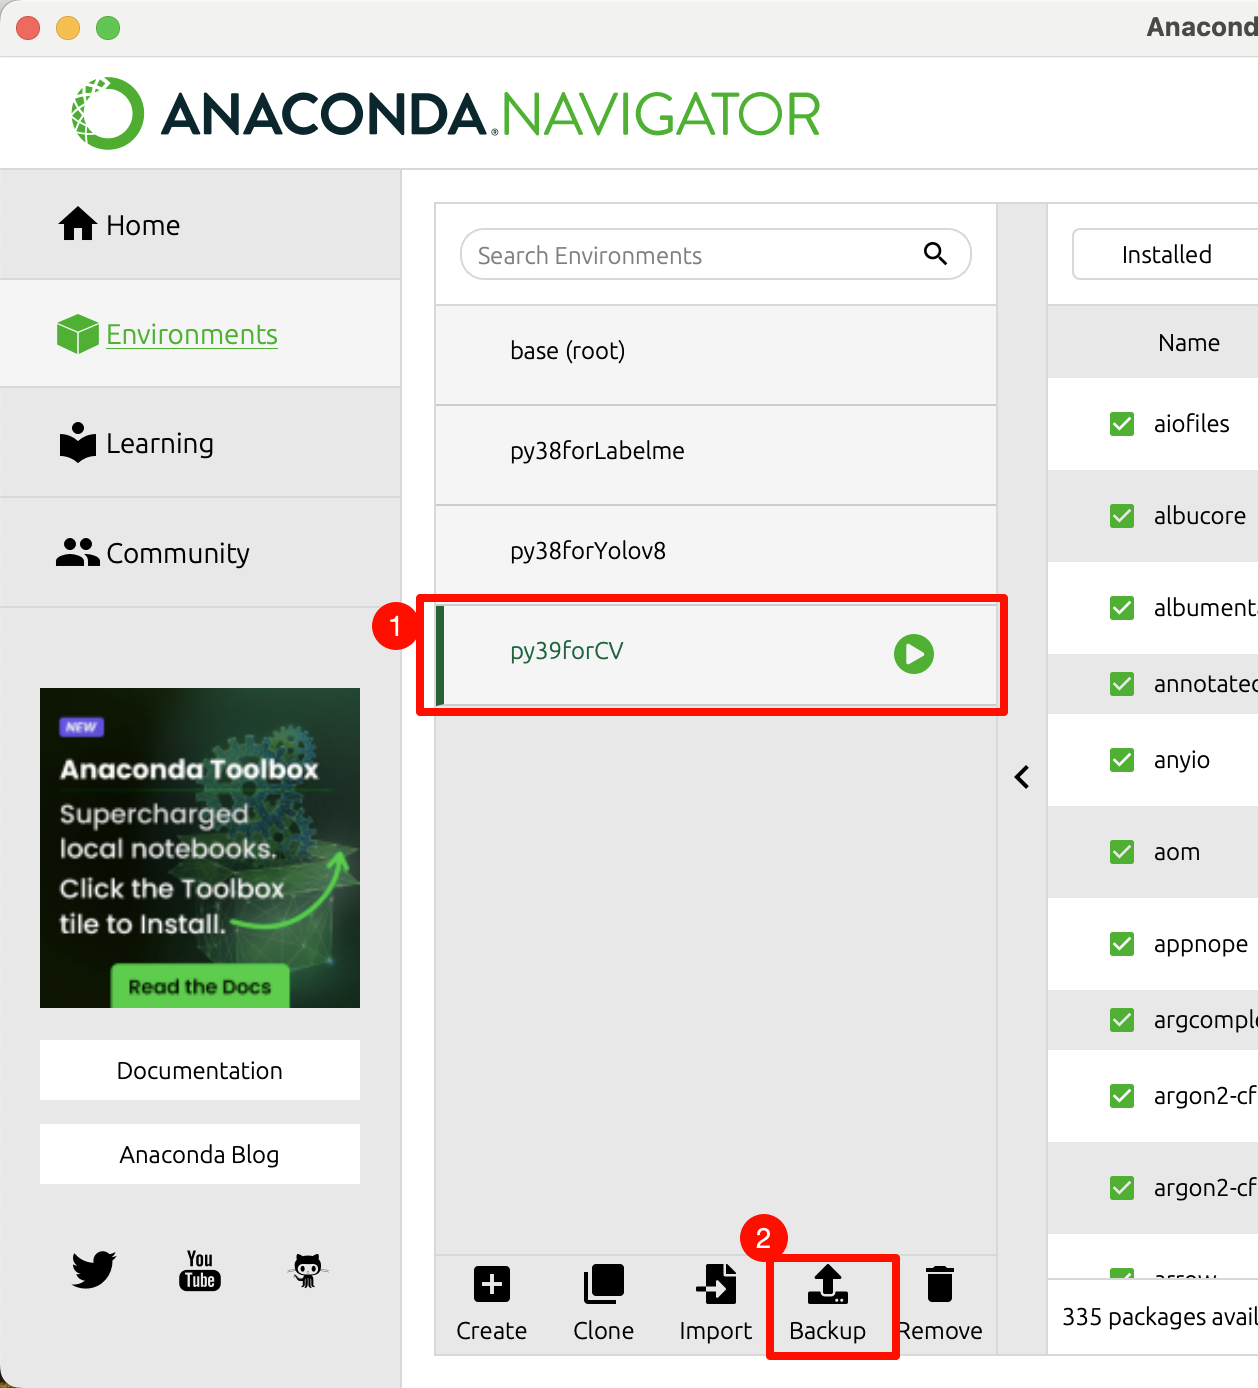 Anacond
ANACONDA.NAVIGATOR
Home
Environments
Learning
Community
NEW
Anaconda Toolbox
Supercharged
local notebooks.
Click the Toolbox
tile to Install.
Read the Docs
Documentation
Anaconda Blog
You
Tube
Search Environments
base (root)
py38forLabelme
py38forYolov8
1
py39forCV
2
Create
Clone
Import
Backup
Remove
Installed
Name
aiofiles
albucore
albument
annotated
anyio
aom
appnope
argcomple
argon2-cf
argon2-cf
arrow
335 packages avail